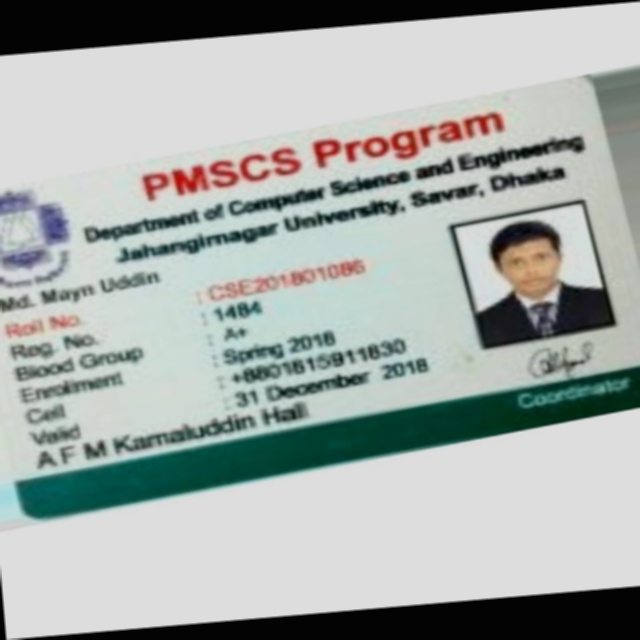 PMSCS Program
Department of Computer Science and Engineering
Jahangirnagar University, Savar, Dhaka
Md. Mayn Uddin
Roll No. : CSE201801086
Reg. No. : 1484
Blood Group : A+
Enrollment : Spring 2018
Cell : +8801815911830
Valid : 31 December 2018
A F M Kamaluddin Hall
Coordinator